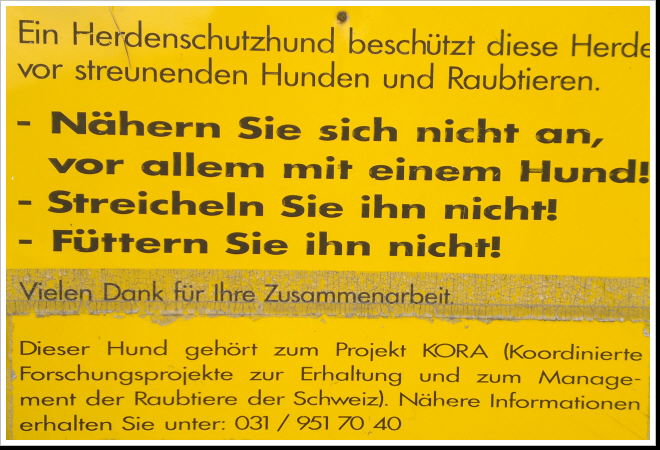 Ein Herdenschutzhund beschützt diese Herde
vor streunenden Hunden und Raubtieren.
- Nähern Sie sich nicht an,
vor allem mit einem Hund!
- Streicheln Sie ihn nicht!
- Füttern Sie ihn nicht!
Vielen Dank für Ihre Zusammenarbeit.
Dieser Hund gehört zum Projekt KORA (Koordinierte
Forschungsprojekte zur Erhaltung und zum Manage-
ment der Raubtiere der Schweiz). Nähere Informationen
erhalten Sie unter: 031 / 951 70 40